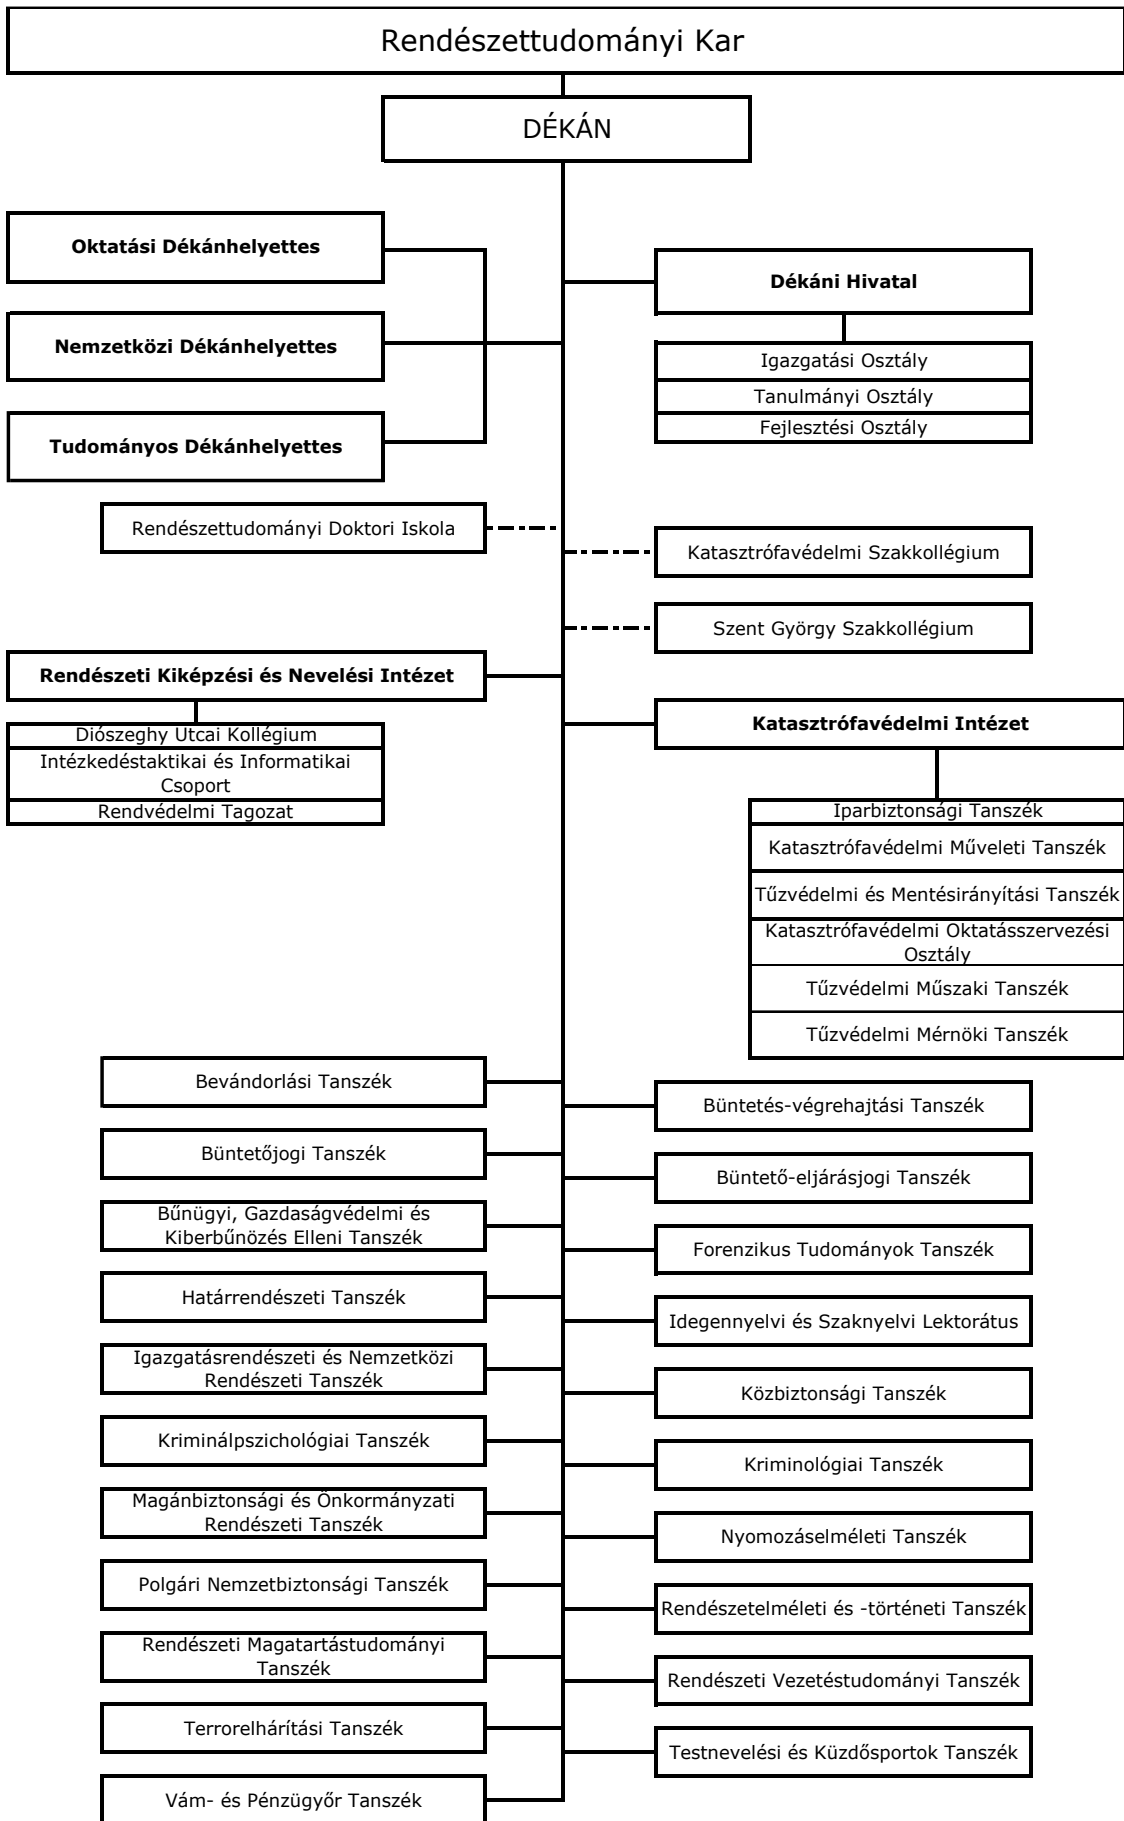 Rendészettudományi Kar
DÉKÁN
Oktatási Dékánhelyettes
Nemzetközi Dékánhelyettes
Tudományos Dékánhelyettes
Dékáni Hivatal
Igazgatási Osztály
Tanulmányi Osztály
Fejlesztési Osztály
Rendészettudományi Doktori Iskola
Katasztrófavédelmi Szakkollégium
Szent György Szakkollégium
Rendészeti Kiképzési és Nevelési Intézet
Diószeghy Utcai Kollégium
Intézkedéstaktikai és Informatikai
Csoport
Rendvédelmi Tagozat
Katasztrófavédelmi Intézet
Iparbiztonsági Tanszék
Katasztrófavédelmi Műveleti Tanszék
Tűzvédelmi és Mentésirányítási Tanszék
Katasztrófavédelmi Oktatásszervezési
Osztály
Tűzvédelmi Műszaki Tanszék
Tűzvédelmi Mérnöki Tanszék
Bevándorlási Tanszék
Büntetőjogi Tanszék
Bűnügyi, Gazdaságvédelmi és
Kiberbűnözés Elleni Tanszék
Határrendészeti Tanszék
Igazgatásrendészeti és Nemzetközi
Rendészeti Tanszék
Kriminálpszichológiai Tanszék
Magánbiztonsági és Önkormányzati
Rendészeti Tanszék
Polgári Nemzetbiztonsági Tanszék
Rendészeti Magatartástudományi
Tanszék
Terrorelhárítási Tanszék
Vám- és Pénzügyőr Tanszék
Büntetés-végrehajtási Tanszék
Büntető-eljárásjogi Tanszék
Forenzikus Tudományok Tanszék
Idegennyelvi és Szaknyelvi Lektorátus
Közbiztonsági Tanszék
Kriminológiai Tanszék
Nyomozáselméleti Tanszék
Rendészetelméleti és -történeti Tanszék
Rendészeti Vezetéstudományi Tanszék
Testnevelési és Küzdősportok Tanszék